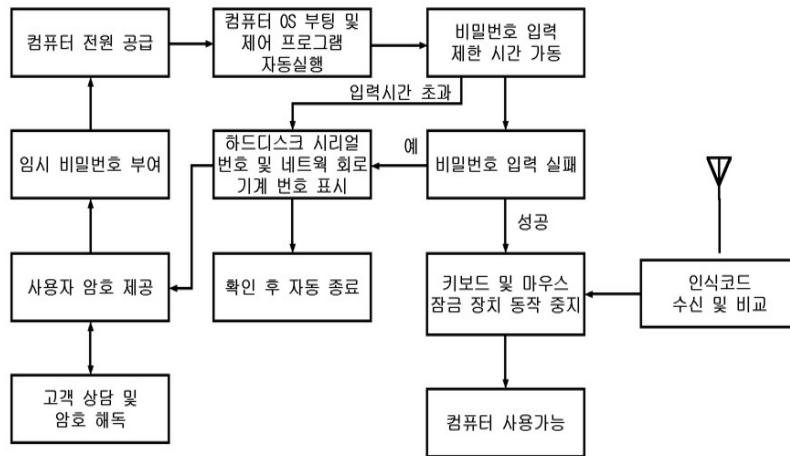 컴퓨터 전원 공급
컴퓨터 OS 부팅 및
제어 프로그램
자동실행
비밀번호 입력
제한 시간 가동
입력시간 초과
임시 비밀번호 부여
하드디스크 시리얼
번호 및 네트웍 회로
기계 번호 표시
예
비밀번호 입력 실패
성공
사용자 암호 제공
확인 후 자동 종료
키보드 및 마우스
잠금 장치 동작 중지
인식코드
수신 및 비교
고객 상담 및
암호 해독
컴퓨터 사용가능